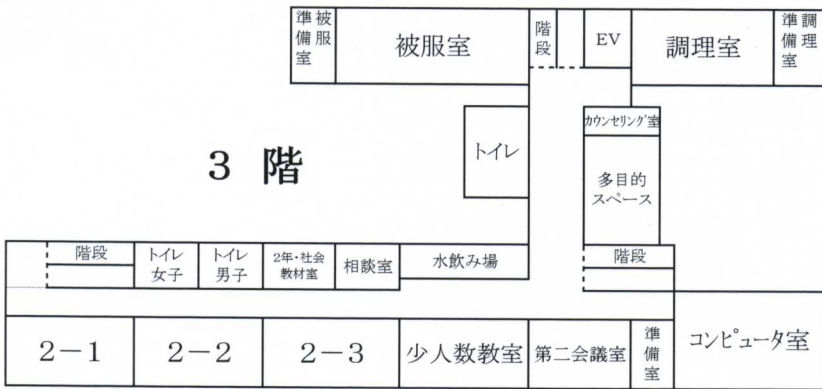 被服
準備室
被服室
階段
EV
調理室
調理
準備室
トイレ
カウンセリング室
多目的
スペース
3 階
階段
トイレ
女子
トイレ
男子
2年・社会
教材室
相談室
水飲み場
階段
2-1
2-2
2-3
少人数教室
第二会議室
準備室
コンピュータ室